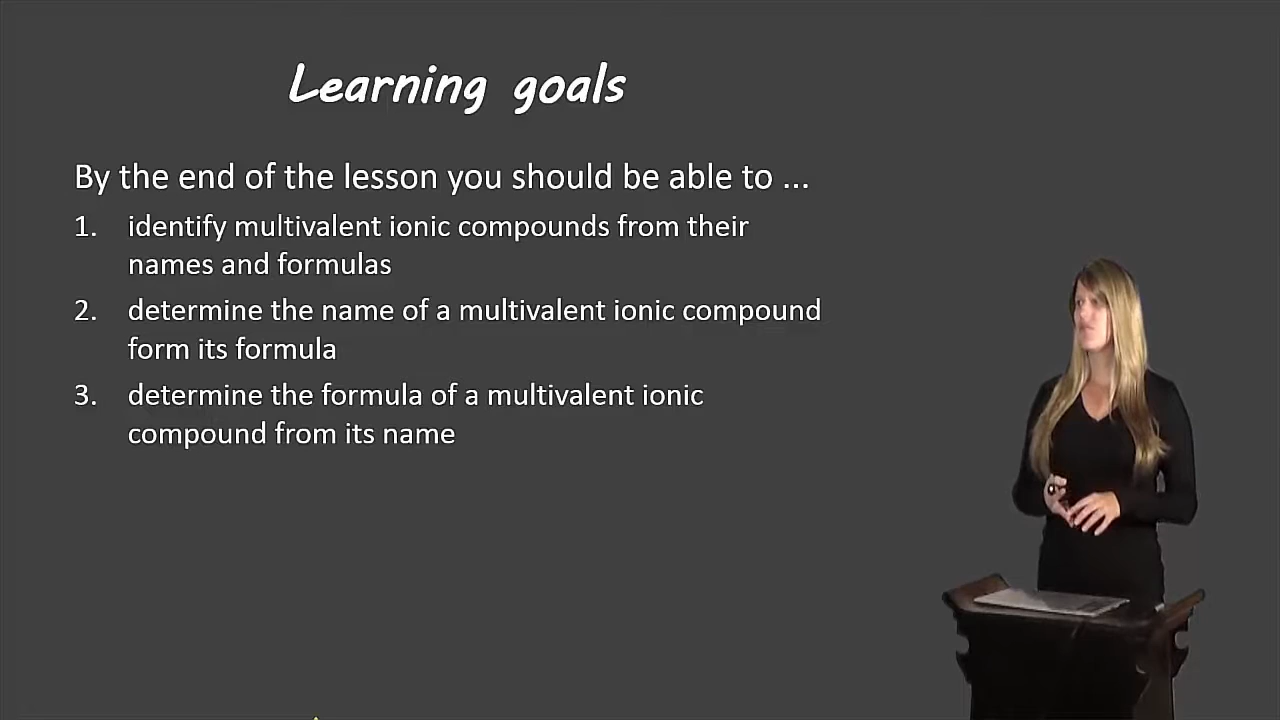 Learning goals
By the end of the lesson you should be able to ...
1. identify multivalent ionic compounds from their
names and formulas
2. determine the name of a multivalent ionic compound
form its formula
3. determine the formula of a multivalent ionic
compound from its name